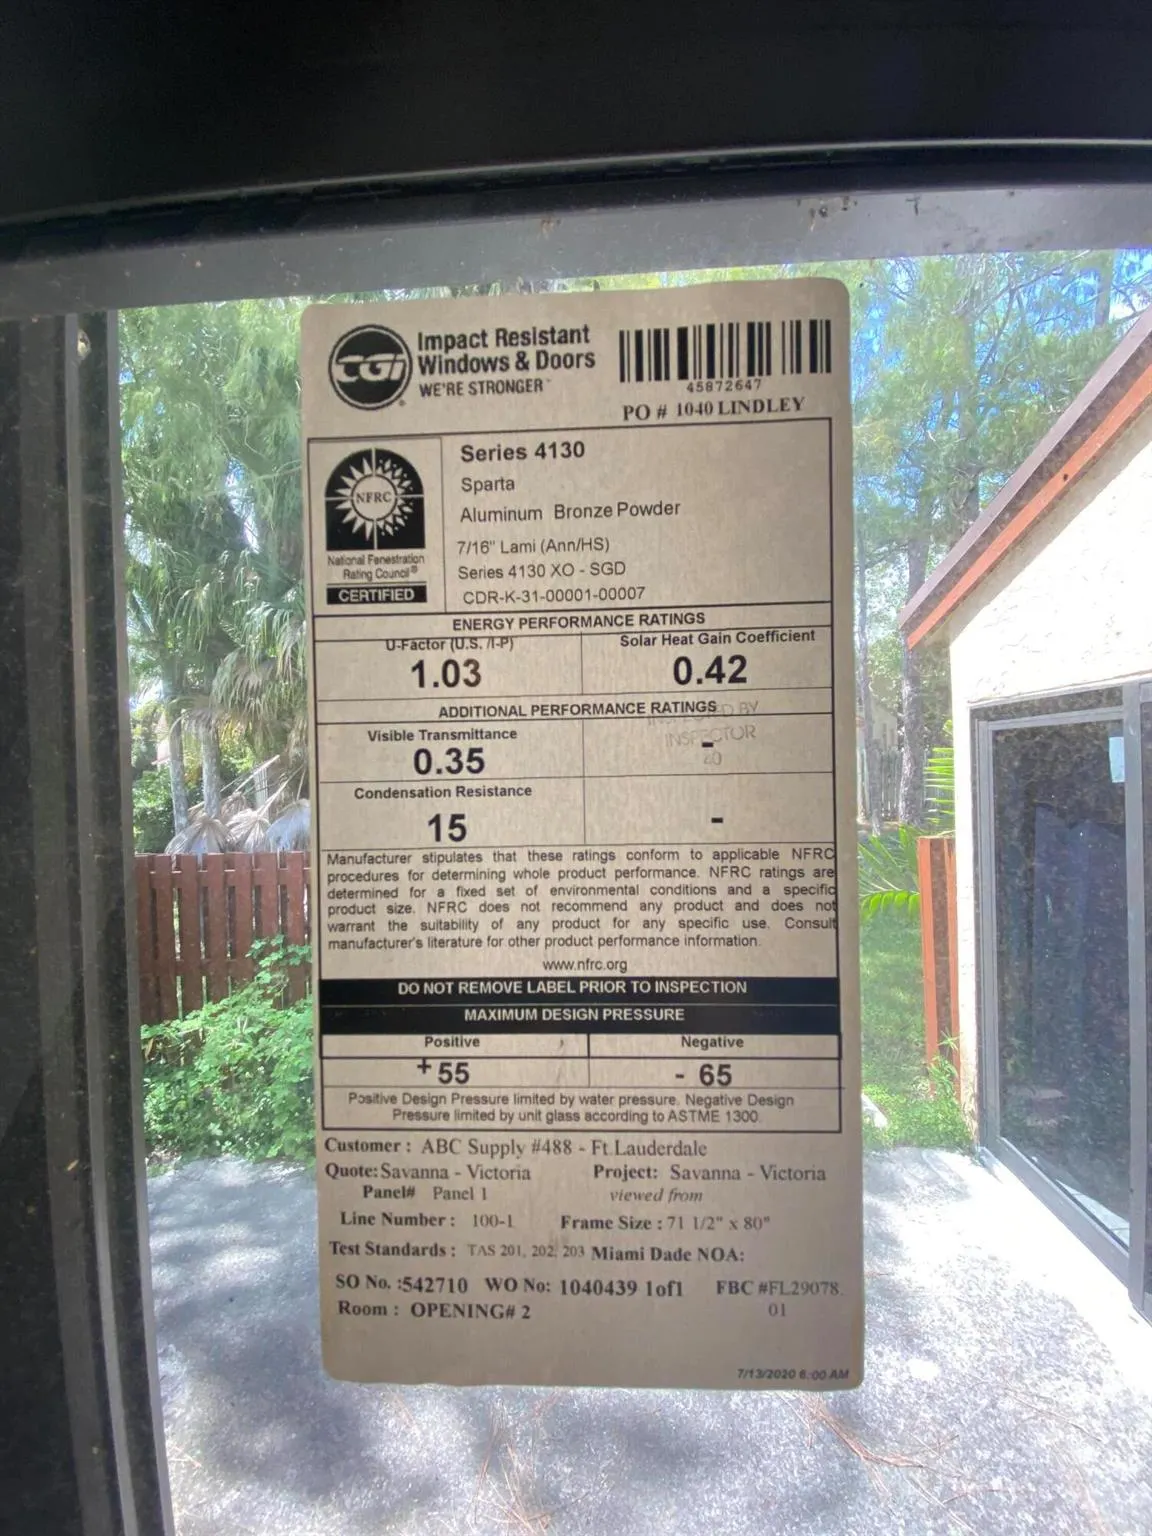 CGI
Impact Resistant
Windows & Doors
WE'RE STRONGER
45872647
PO # 1040 LINDLEY
NFRC
National Fenestration
Rating Council®
CERTIFIED
Series 4130
Sparta
Aluminum Bronze Powder
7/16" Lami (Ann/HS)
Series 4130 XO - SGD
CDR-K-31-00001-00007
ENERGY PERFORMANCE RATINGS
U-Factor (U.S. /I-P)
1.03
Solar Heat Gain Coefficient
0.42
ADDITIONAL PERFORMANCE RATINGS
INSPECTED BY
INSPECTOR
Visible Transmittance
0.35
-
Condensation Resistance
15
-
Manufacturer stipulates that these ratings conform to applicable NFRC
procedures for determining whole product performance. NFRC ratings are
determined for a fixed set of environmental conditions and a specific
product size. NFRC does not recommend any product and does not
warrant the suitability of any product for any specific use. Consult
manufacturer's literature for other product performance information.
www.nfrc.org
DO NOT REMOVE LABEL PRIOR TO INSPECTION
MAXIMUM DESIGN PRESSURE
Positive
Negative
+55
- 65
Positive Design Pressure limited by water pressure. Negative Design
Pressure limited by unit glass according to ASTME 1300.
Customer : ABC Supply #488 - Ft.Lauderdale
Quote: Savanna - Victoria Project: Savanna - Victoria
Panel# Panel 1 viewed from
Line Number : 100-1 Frame Size : 71 1/2" x 80"
Test Standards : TAS 201, 202, 203 Miami Dade NOA:
SO No. :542710 WO No: 1040439 1of1 FBC #FL29078.
01
Room : OPENING# 2
7/13/2020 6:00 AM